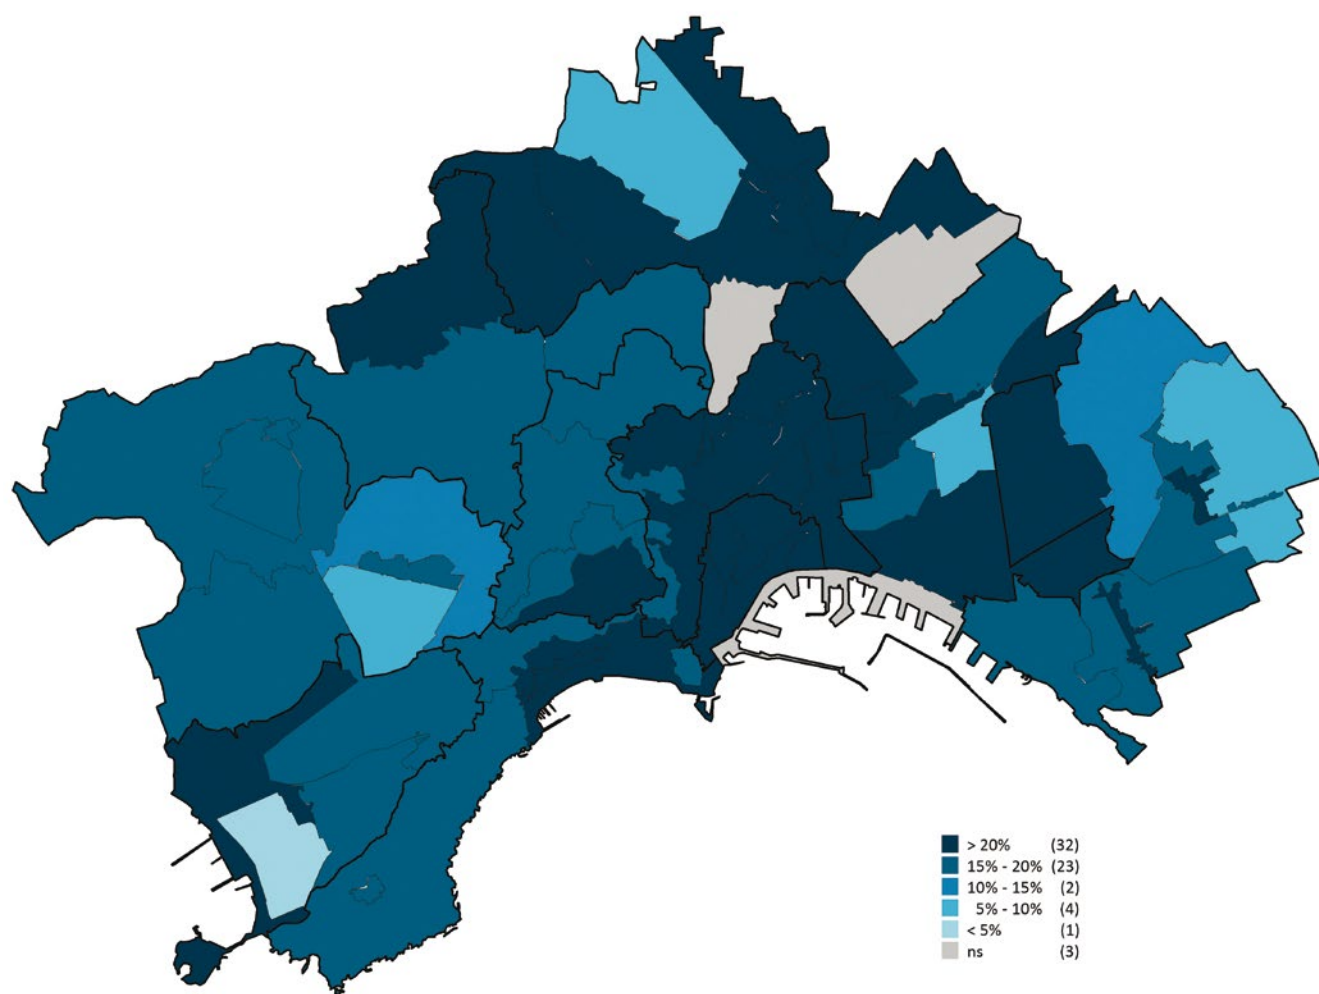 > 20% (32)
15% - 20% (23)
10% - 15% (2)
5% - 10% (4)
< 5% (1)
ns (3)